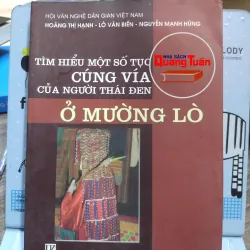 HỘI VĂN NGHỆ DÂN GIAN VIỆT NAM
HOÀNG THỊ HẠNH - LÒ VĂN BIẾN - NGUYỄN MẠNH HÙNG
TÌM HIỂU MỘT SỐ TỤC
CÚNG VÍA
CỦA NGƯỜI THÁI ĐEN
Ở MƯỜNG LÒ
NHÀ SÁCH
Quang Tuấn